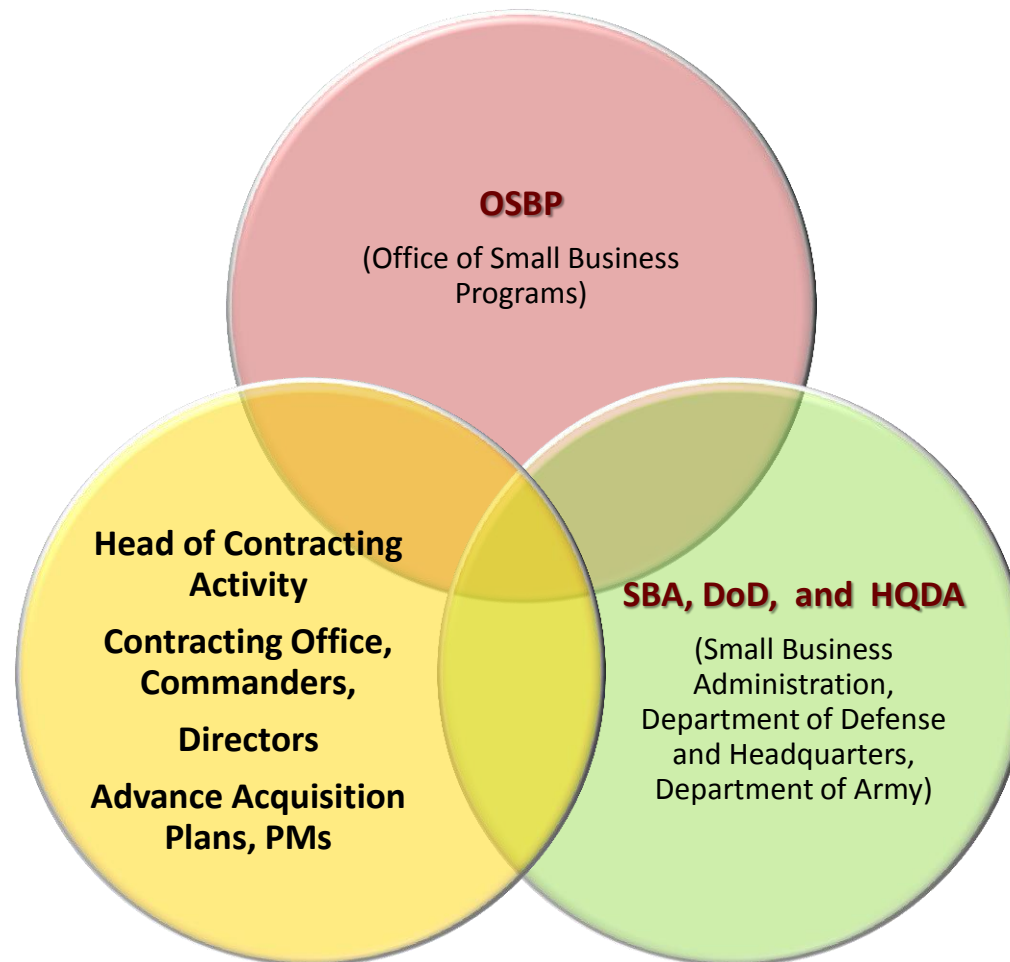 OSBP
(Office of Small Business
Programs)
Head of Contracting
Activity
Contracting Office,
Commanders,
Directors
Advance Acquisition
Plans, PMs
SBA, DoD, and HQDA
(Small Business
Administration,
Department of Defense
and Headquarters,
Department of Army)